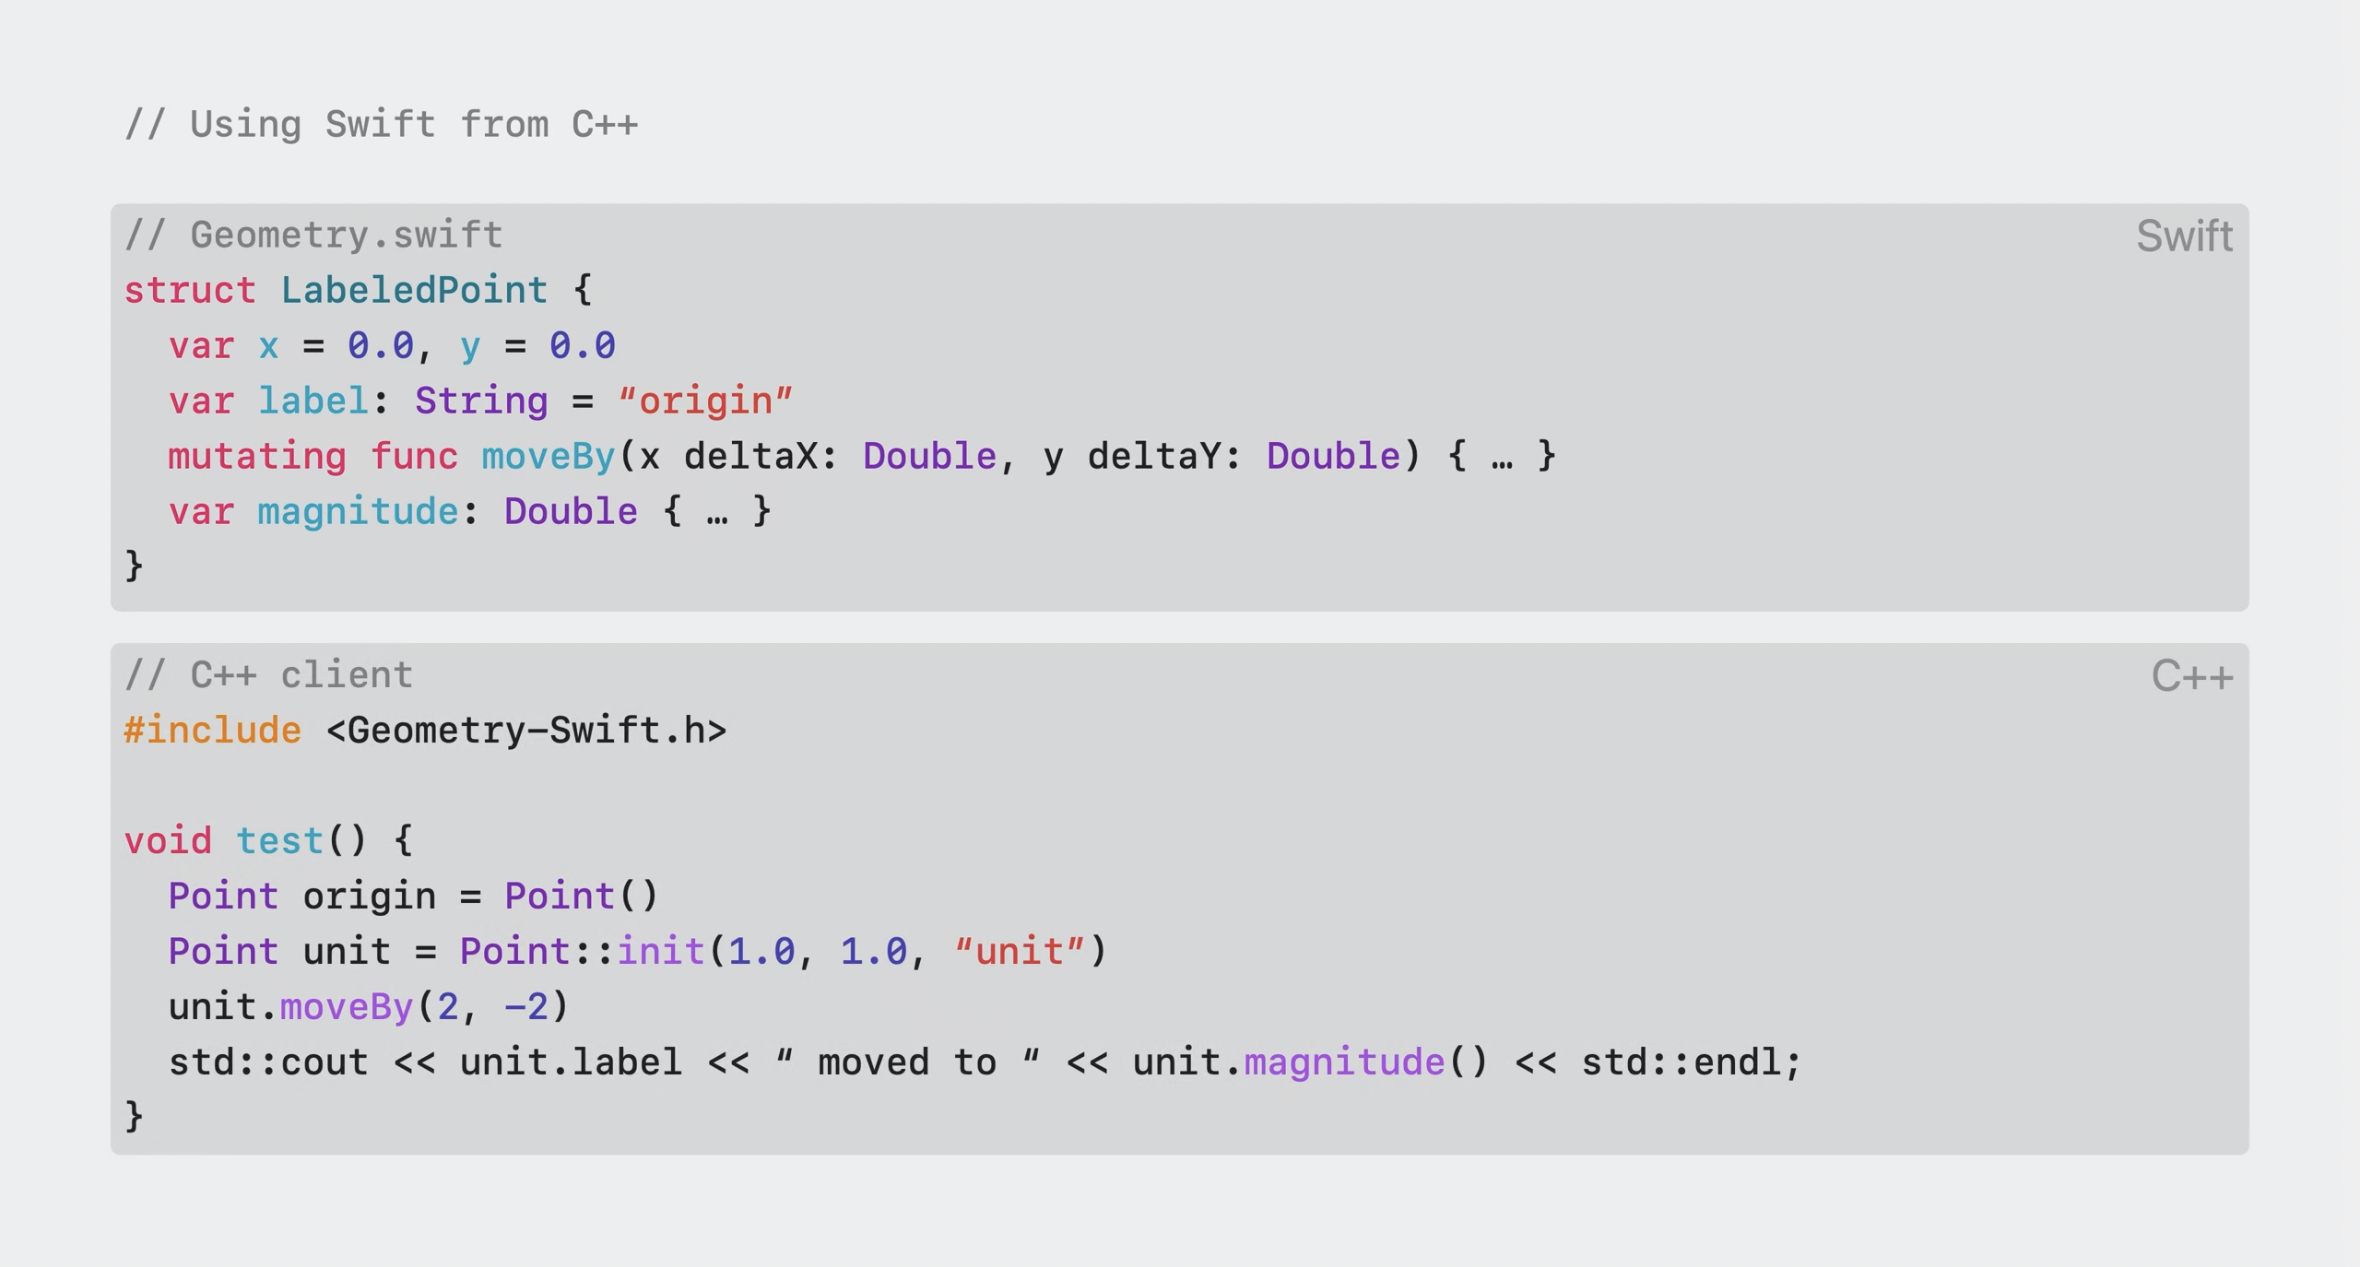 // Using Swift from C++
// Geometry.swift
Swift
struct LabeledPoint {
  var x = 0.0, y = 0.0
  var label: String = “origin”
  mutating func moveBy(x deltaX: Double, y deltaY: Double) { … }
  var magnitude: Double { … }
}
// C++ client
C++
#include <Geometry-Swift.h>

void test() {
  Point origin = Point()
  Point unit = Point::init(1.0, 1.0, “unit”)
  unit.moveBy(2, -2)
  std::cout << unit.label << “ moved to “ << unit.magnitude() << std::endl;
}